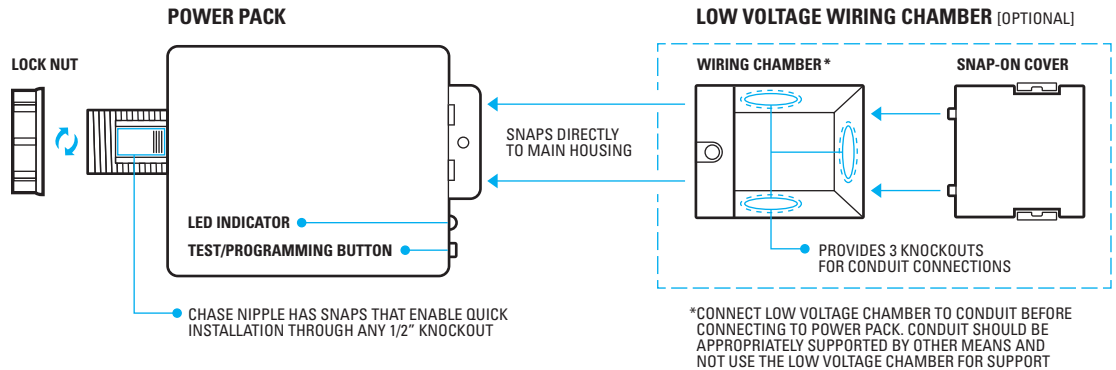 POWER PACK
LOW VOLTAGE WIRING CHAMBER [OPTIONAL]
LOCK NUT
WIRING CHAMBER*
SNAP-ON COVER
SNAPS DIRECTLY
TO MAIN HOUSING
LED INDICATOR
TEST/PROGRAMMING BUTTON
PROVIDES 3 KNOCKOUTS
FOR CONDUIT CONNECTIONS
CHASE NIPPLE HAS SNAPS THAT ENABLE QUICK
INSTALLATION THROUGH ANY 1/2" KNOCKOUT
*CONNECT LOW VOLTAGE CHAMBER TO CONDUIT BEFORE
CONNECTING TO POWER PACK. CONDUIT SHOULD BE
APPROPRIATELY SUPPORTED BY OTHER MEANS AND
NOT USE THE LOW VOLTAGE CHAMBER FOR SUPPORT